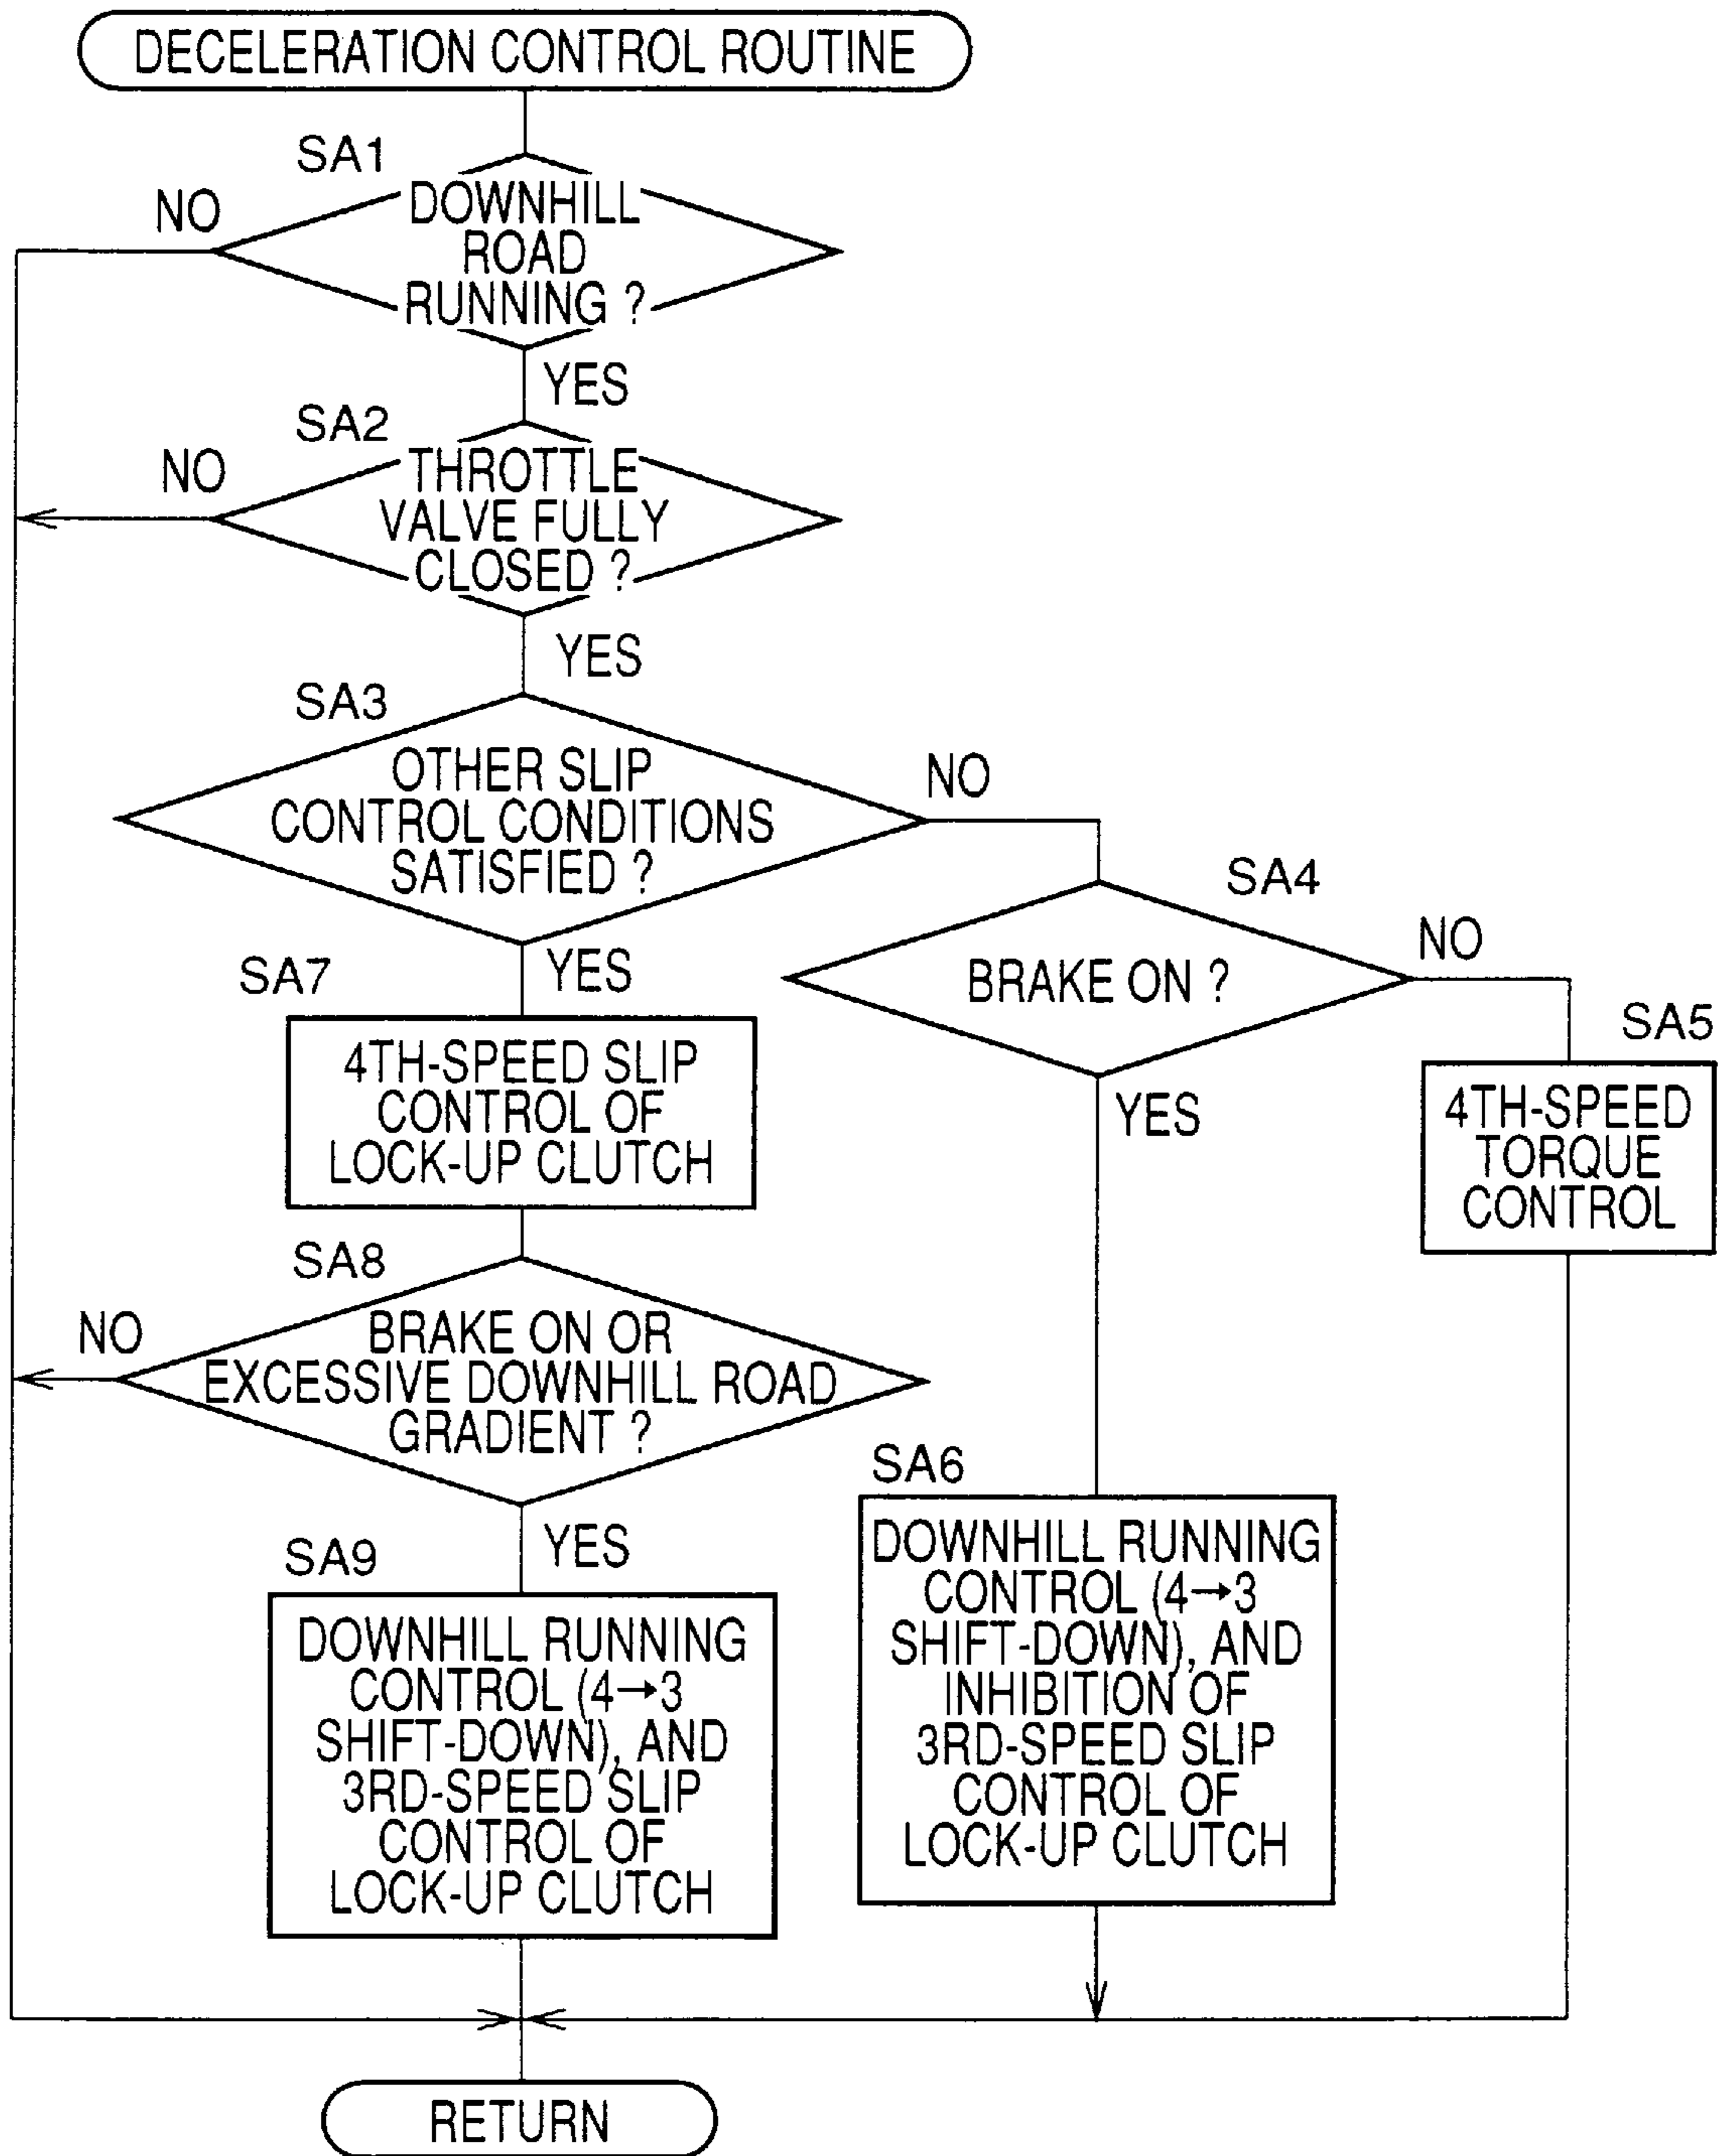 DECELERATION CONTROL ROUTINE
SA1
NO
DOWNHILL
ROAD
RUNNING ?
YES
SA2
NO
THROTTLE
VALVE FULLY
CLOSED ?
YES
SA3
OTHER SLIP
CONTROL CONDITIONS
SATISFIED ?
NO
SA4
YES
BRAKE ON ?
NO
SA7
SA5
4TH-SPEED SLIP
CONTROL OF
LOCK-UP CLUTCH
YES
4TH-SPEED
TORQUE
CONTROL
SA8
NO
BRAKE ON OR
EXCESSIVE DOWNHILL ROAD
GRADIENT ?
YES
SA6
DOWNHILL RUNNING
CONTROL (4→3
SHIFT-DOWN), AND
INHIBITION OF
3RD-SPEED SLIP
CONTROL OF
LOCK-UP CLUTCH
SA9
DOWNHILL RUNNING
CONTROL (4→3
SHIFT-DOWN), AND
3RD-SPEED SLIP
CONTROL OF
LOCK-UP CLUTCH
RETURN